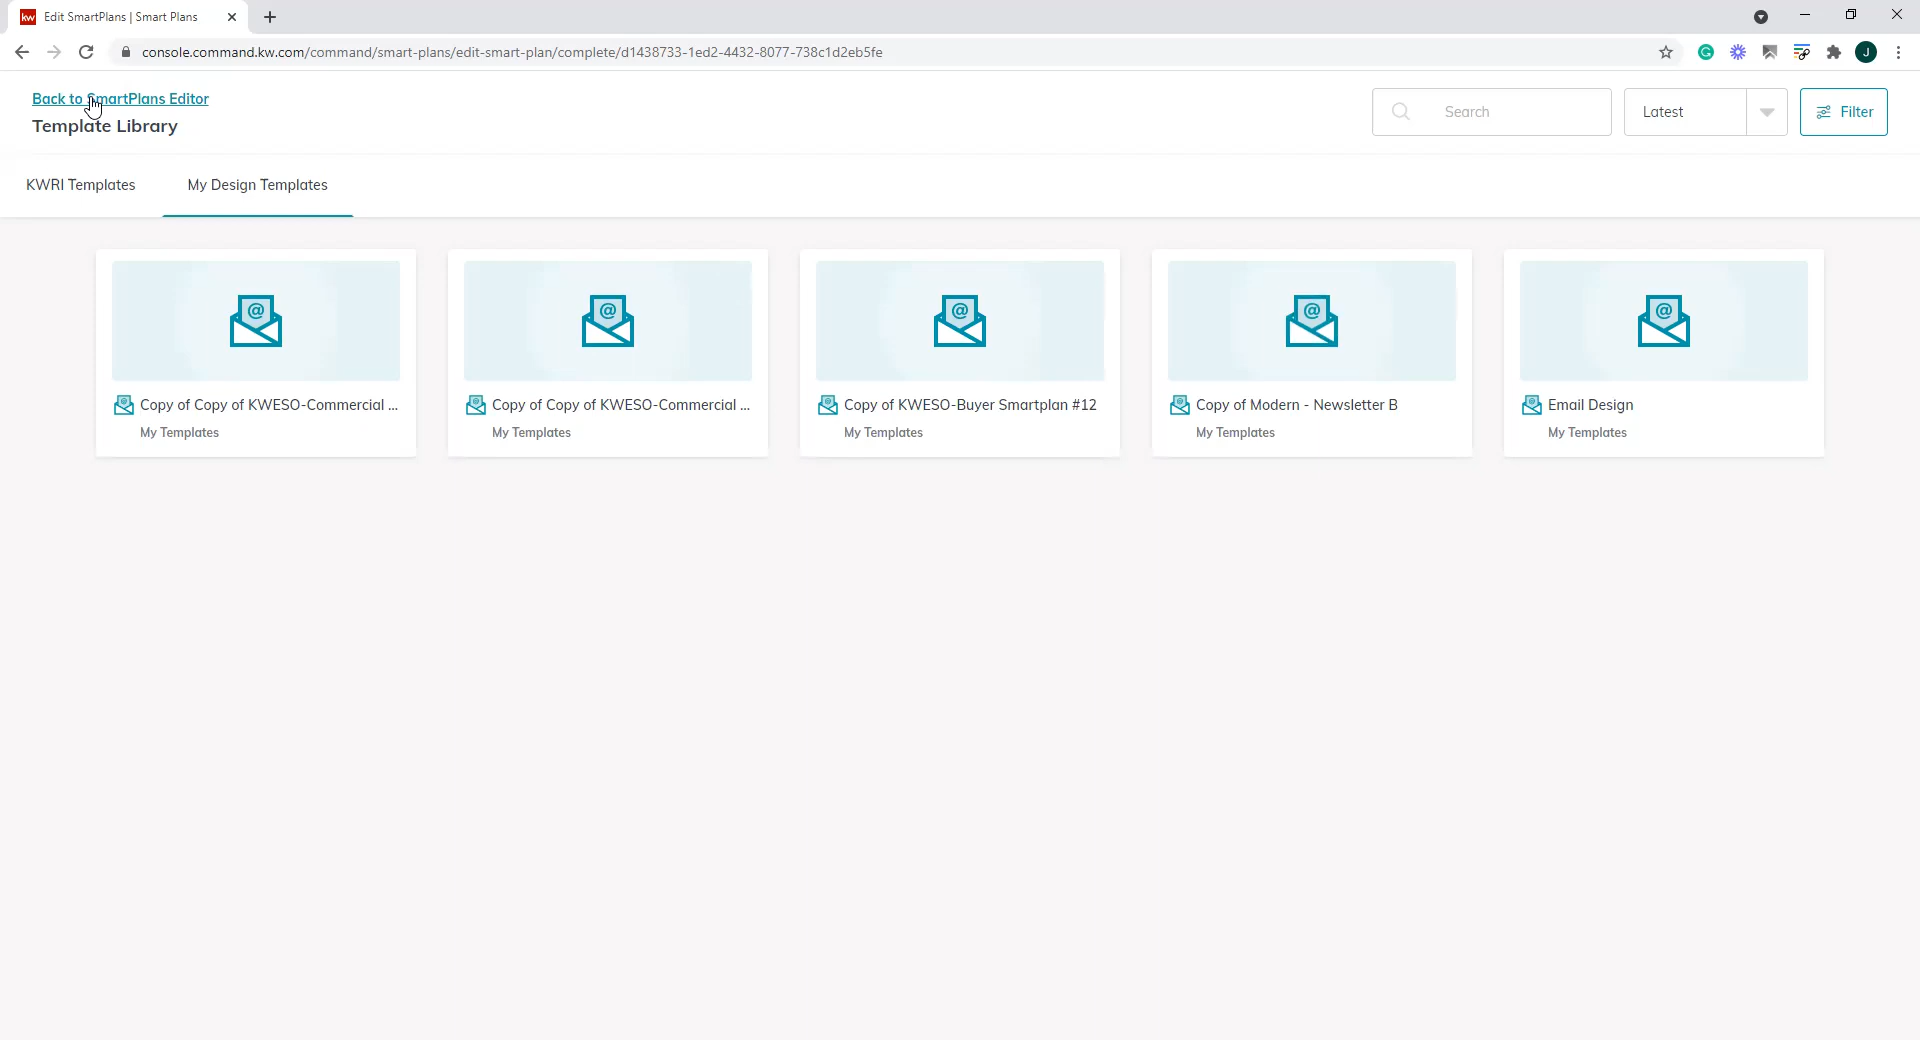 kw Edit SmartPlans | Smart Plans
console.command.kw.com/command/smart-plans/edit-smart-plan/complete/d1438733-1ed2-4432-8077-738c1d2eb5fe
G
J
Back to SmartPlans Editor
Template Library
Search
Latest
Filter
KWRI Templates
My Design Templates
@
@
@
@
@
Copy of Copy of KWESO-Commercial ...
My Templates
Copy of Copy of KWESO-Commercial ...
My Templates
Copy of KWESO-Buyer Smartplan #12
My Templates
Copy of Modern - Newsletter B
My Templates
Email Design
My Templates